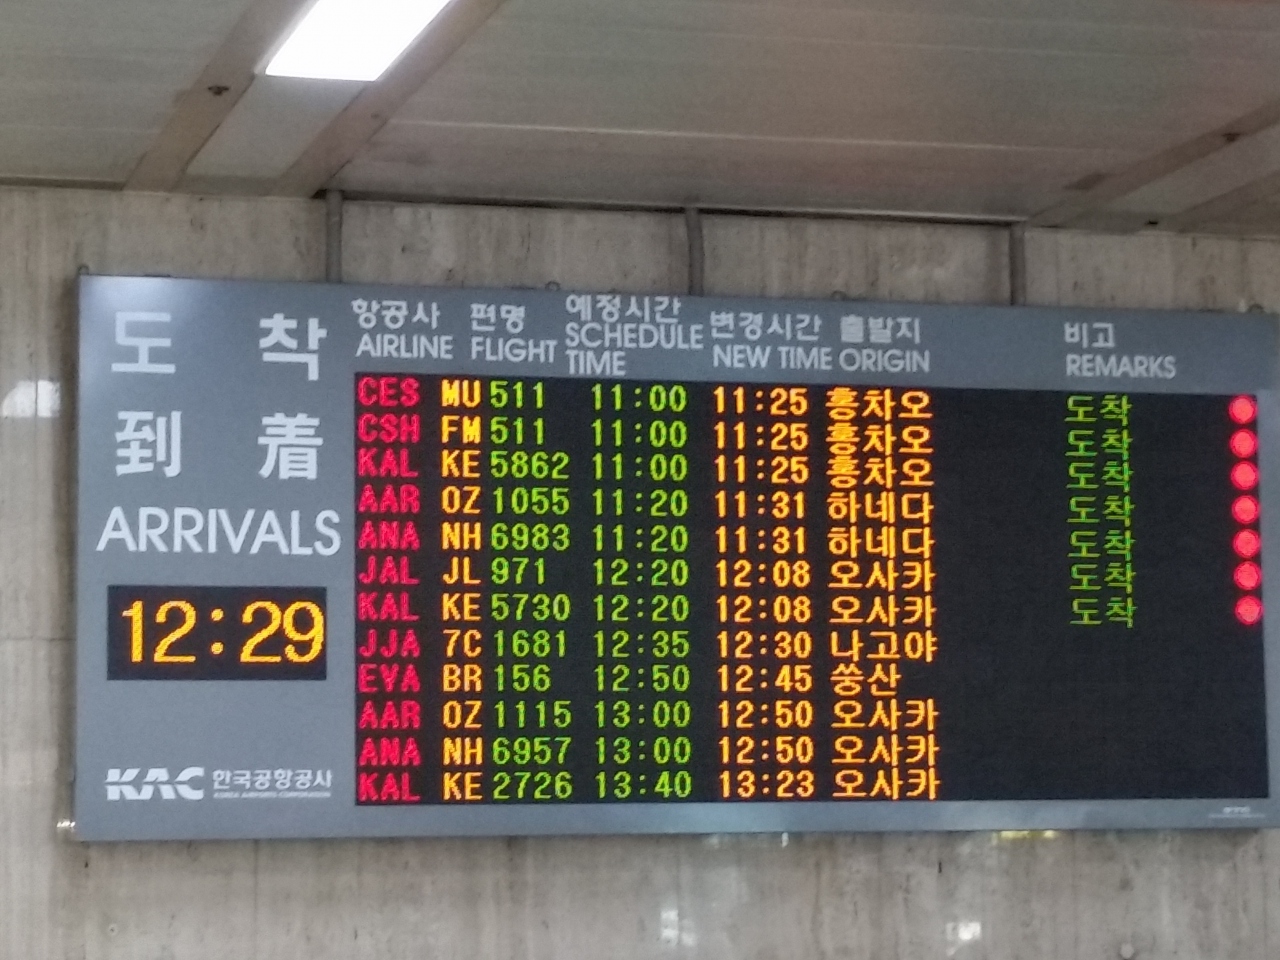 도 착
到 着
ARRIVALS
12:29
KAC 한국공항공사
KOREA AIRPORTS CORPORATION
항공사 편명 예정시간 변경시간 출발지 비고
AIRLINE FLIGHT SCHEDULE TIME NEW TIME ORIGIN REMARKS
CES MU 511 11:00 11:25 홍차오 도착
CSH FM 511 11:00 11:25 홍차오 도착
KAL KE 5862 11:00 11:25 홍차오 도착
AAR OZ 1055 11:20 11:31 하네다 도착
ANA NH 6983 11:20 11:31 하네다 도착
JAL JL 971 12:20 12:08 오사카 도착
KAL KE 5730 12:20 12:08 오사카 도착
JJA 7C 1681 12:35 12:30 나고야
EVA BR 156 12:50 12:45 쑹산
AAR OZ 1115 13:00 12:50 오사카
ANA NH 6957 13:00 12:50 오사카
KAL KE 2726 13:40 13:23 오사카